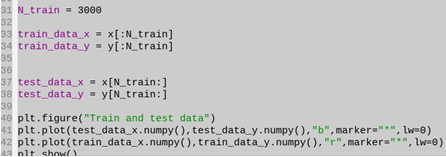 31 N_train = 3000
32
33 train_data_x = x[:N_train]
34 train_data_y = y[:N_train]
35
36
37 test_data_x = x[N_train:]
38 test_data_y = y[N_train:]
39
40 plt.figure("Train and test data")
41 plt.plot(test_data_x.numpy(),test_data_y.numpy(),"b",marker="*",lw=0)
42 plt.plot(train_data_x.numpy(),train_data_y.numpy(),"r",marker="*",lw=0)
43 plt.show()